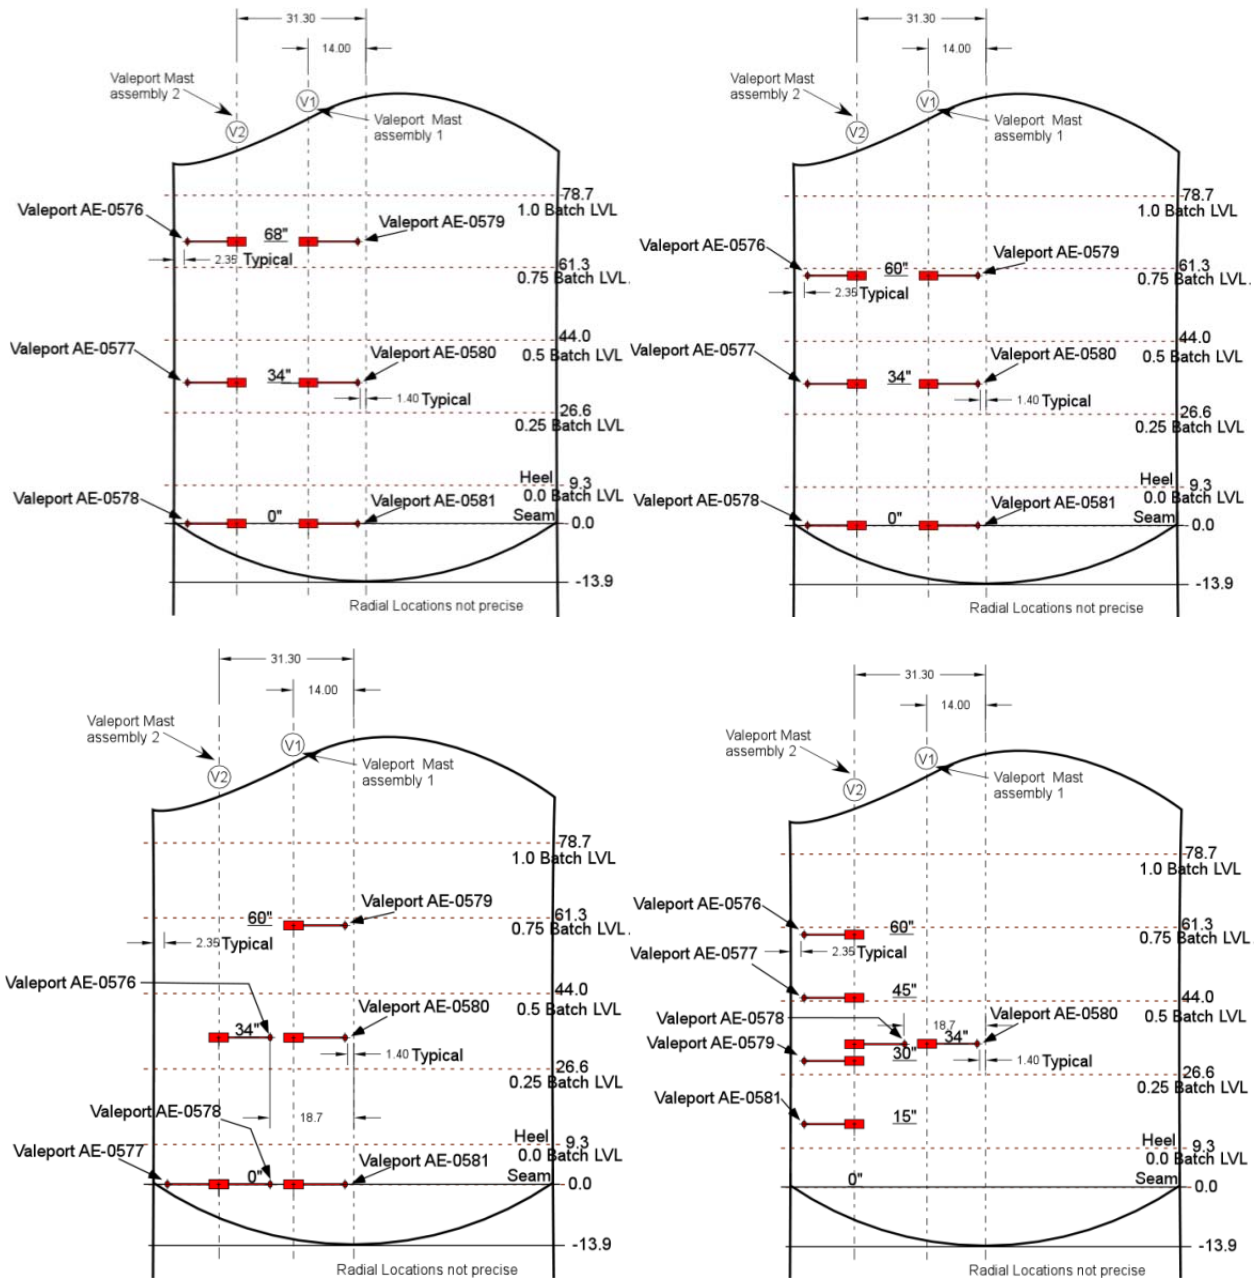 31.30
14.00
Valeport Mast
assembly 2
V1
V2
Valeport Mast
assembly 1
78.7
1.0 Batch LVL
Valeport AE-0576
68"
Valeport AE-0579
2.35 Typical
61.3
0.75 Batch LVL.
44.0
0.5 Batch LVL
Valeport AE-0577
34"
Valeport AE-0580
1.40 Typical
26.6
0.25 Batch LVL
Heel
9.3
0.0 Batch LVL
Valeport AE-0578
0"
Valeport AE-0581
Seam
0.0
-13.9
Radial Locations not precise
31.30
14.00
Valeport Mast
assembly 2
V1
V2
Valeport Mast
assembly 1
78.7
1.0 Batch LVL
Valeport AE-0576
60"
Valeport AE-0579
2.35 Typical
61.3
0.75 Batch LVL.
44.0
0.5 Batch LVL
Valeport AE-0577
34"
Valeport AE-0580
1.40 Typical
26.6
0.25 Batch LVL
Heel
9.3
0.0 Batch LVL
Valeport AE-0578
0"
Valeport AE-0581
Seam
0.0
-13.9
Radial Locations not precise
31.30
14.00
Valeport Mast
assembly 2
V1
V2
Valeport Mast
assembly 1
78.7
1.0 Batch LVL
60"
Valeport AE-0579
61.3
0.75 Batch LVL.
2.35 Typical
Valeport AE-0576
44.0
0.5 Batch LVL
34"
Valeport AE-0580
1.40 Typical
26.6
0.25 Batch LVL
Valeport AE-0578
18.7
Heel
9.3
0.0 Batch LVL
Valeport AE-0577
0"
Valeport AE-0581
Seam
0.0
-13.9
Radial Locations not precise
31.30
14.00
Valeport Mast
assembly 2
V1
V2
Valeport Mast
assembly 1
78.7
1.0 Batch LVL
Valeport AE-0576
60"
61.3
0.75 Batch LVL.
2.35 Typical
Valeport AE-0577
45"
44.0
0.5 Batch LVL
Valeport AE-0578
18.7
Valeport AE-0580
34"
Valeport AE-0579
30"
1.40 Typical
26.6
0.25 Batch LVL
Valeport AE-0581
15"
Heel
9.3
0.0 Batch LVL
0"
Seam
0.0
-13.9
Radial Locations not precise